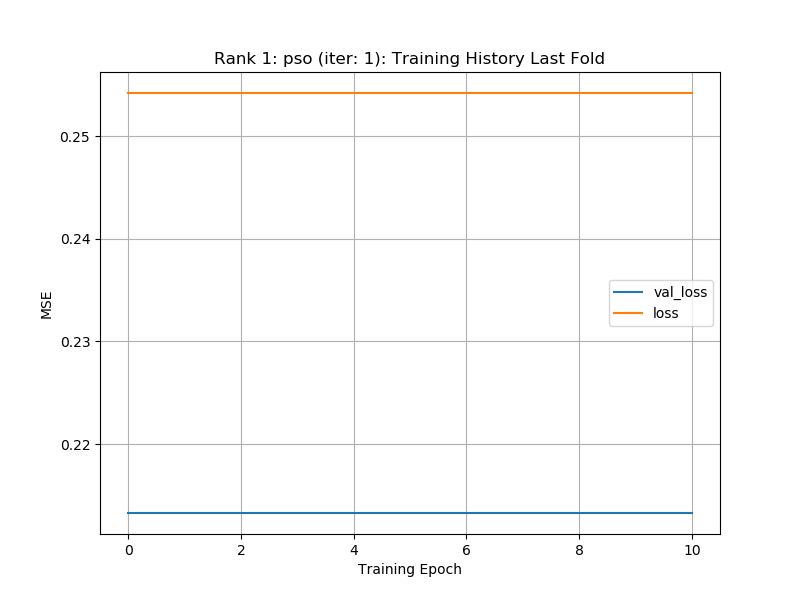 Rank 1: pso (iter: 1): Training History Last Fold
MSE
0.25
0.24
0.23
0.22
val_loss
loss
0 2 4 6 8 10
Training Epoch